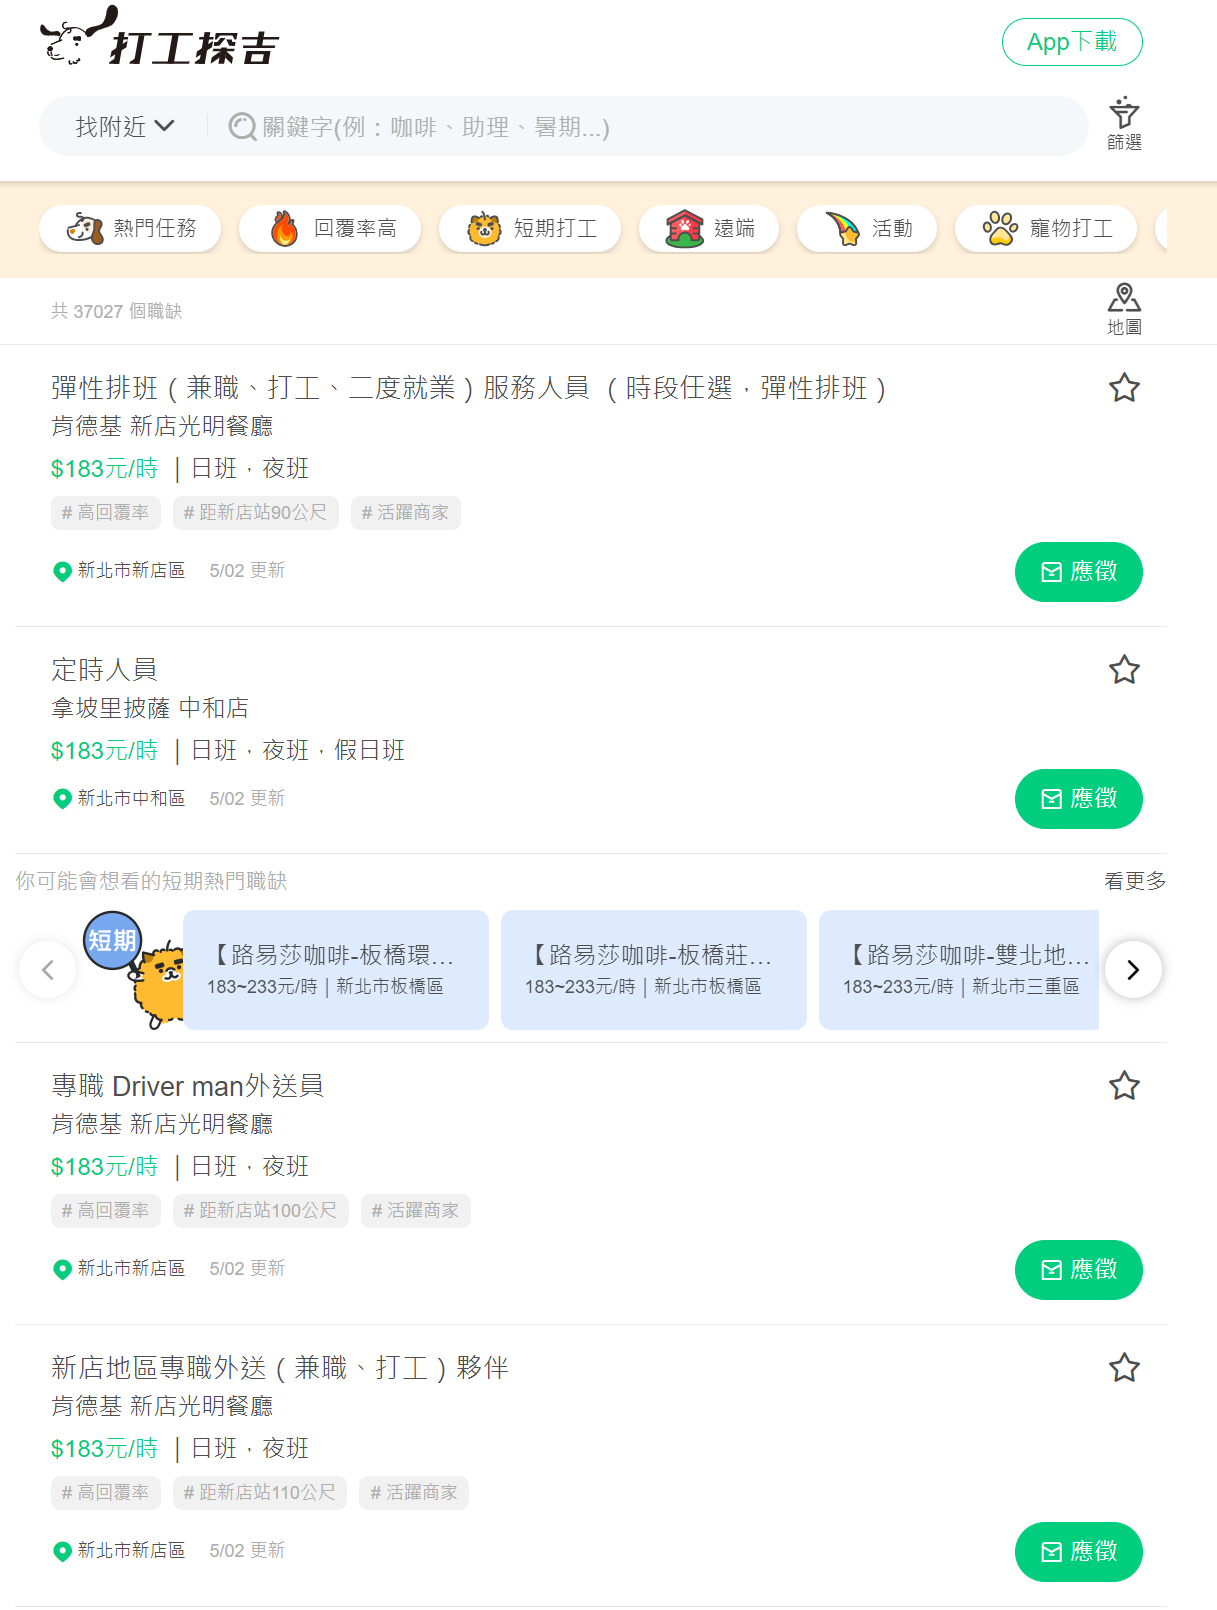 打工探吉
App下載
找附近
關鍵字(例：咖啡、助理、暑期...)
篩選
熱門任務
回覆率高
短期打工
遠端
活動
寵物打工
共 37027 個職缺
地圖
彈性排班（兼職、打工、二度就業）服務人員 （時段任選，彈性排班）
肯德基 新店光明餐廳
$183元/時 ｜日班，夜班
# 高回覆率 # 距新店站90公尺 # 活躍商家
新北市新店區 5/02 更新
應徵
定時人員
拿坡里披薩 中和店
$183元/時 ｜日班，夜班，假日班
新北市中和區 5/02 更新
應徵
你可能會想看的短期熱門職缺
看更多
短期
【路易莎咖啡-板橋環...
183~233元/時｜新北市板橋區
【路易莎咖啡-板橋莊...
183~233元/時｜新北市板橋區
【路易莎咖啡-雙北地...
183~233元/時｜新北市三重區
專職 Driver man外送員
肯德基 新店光明餐廳
$183元/時 ｜日班，夜班
# 高回覆率 # 距新店站100公尺 # 活躍商家
新北市新店區 5/02 更新
應徵
新店地區專職外送（兼職、打工）夥伴
肯德基 新店光明餐廳
$183元/時 ｜日班，夜班
# 高回覆率 # 距新店站110公尺 # 活躍商家
新北市新店區 5/02 更新
應徵